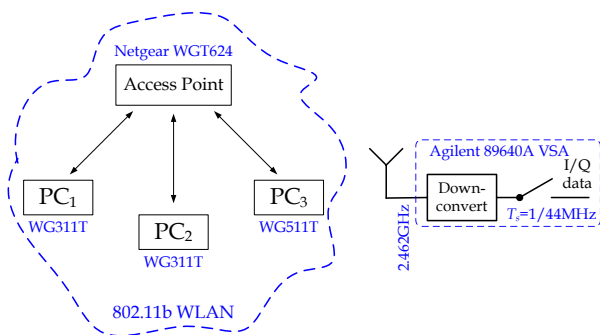 Netgear WGT624
Access Point
PC1
WG311T
PC2
WG311T
PC3
WG511T
802.11b WLAN
Agilent 89640A VSA
2.462GHz
Down-
convert
I/Q
data
Ts=1/44MHz